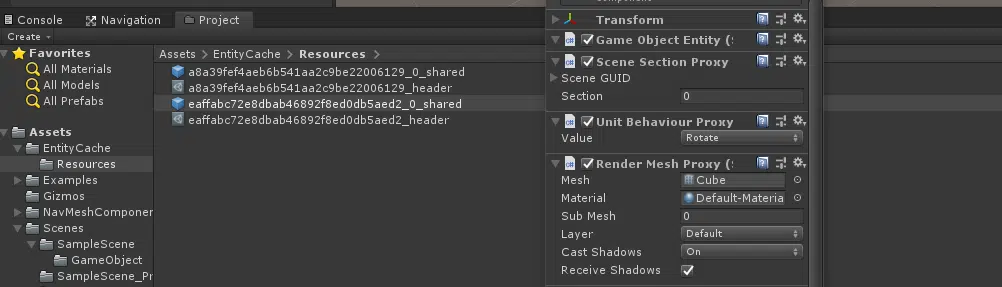 Console
Navigation
Project
Create
Favorites
All Materials
All Models
All Prefabs
Assets
EntityCache
Resources
Examples
Gizmos
NavMeshComponer
Scenes
SampleScene
GameObject
SampleScene_Pr
Assets > EntityCache > Resources >
a8a39fef4aeb6b541aa2c9be22006129_0_shared
a8a39fef4aeb6b541aa2c9be22006129_header
eaffabc72e8dbab46892f8ed0db5aed2_0_shared
eaffabc72e8dbab46892f8ed0db5aed2_header
Component
Transform
Game Object Entity (
Scene Section Proxy
Scene GUID
Section 0
Unit Behaviour Proxy
Value Rotate
Render Mesh Proxy (
Mesh Cube
Material Default-Materia
Sub Mesh 0
Layer Default
Cast Shadows On
Receive Shadows